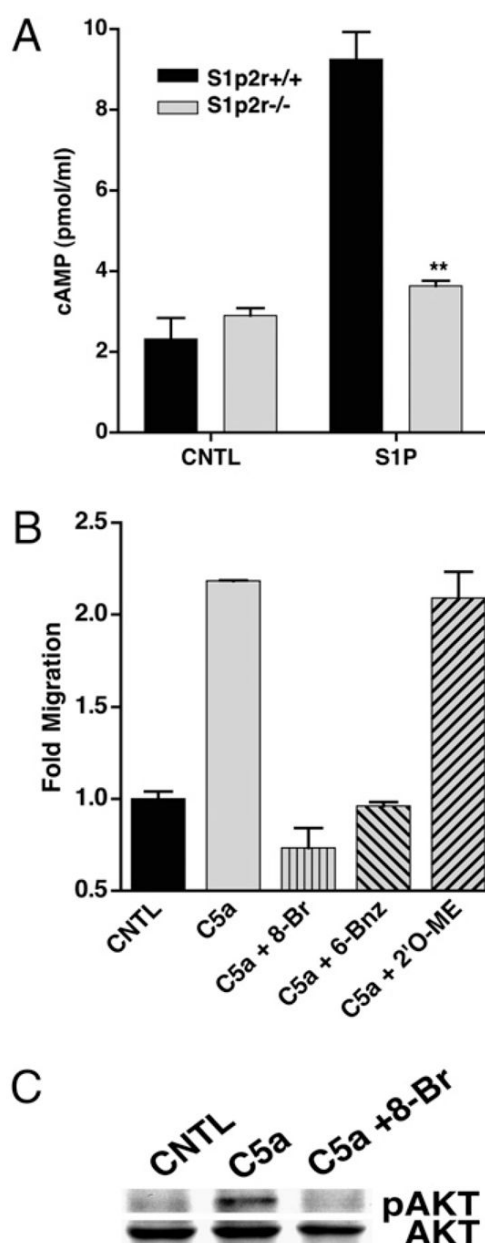 A
10
8
6
4
2
0
cAMP (pmol/ml)
S1p2r+/+
S1p2r-/-
**
CNTL
S1P
B
2.5
2.0
1.5
1.0
0.5
Fold Migration
CNTL
C5a
C5a + 8-Br
C5a + 6-Bnz
C5a + 2'O-ME
C
CNTL
C5a
C5a +8-Br
pAKT
AKT